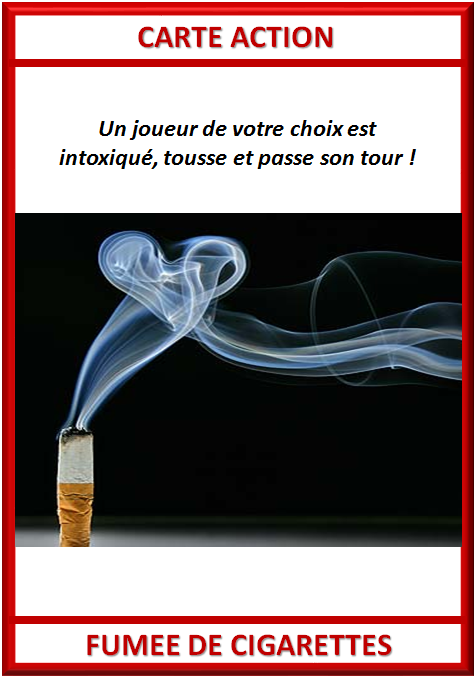 CARTE ACTION
Un joueur de votre choix est
intoxiqué, tousse et passe son tour !
FUMEE DE CIGARETTES